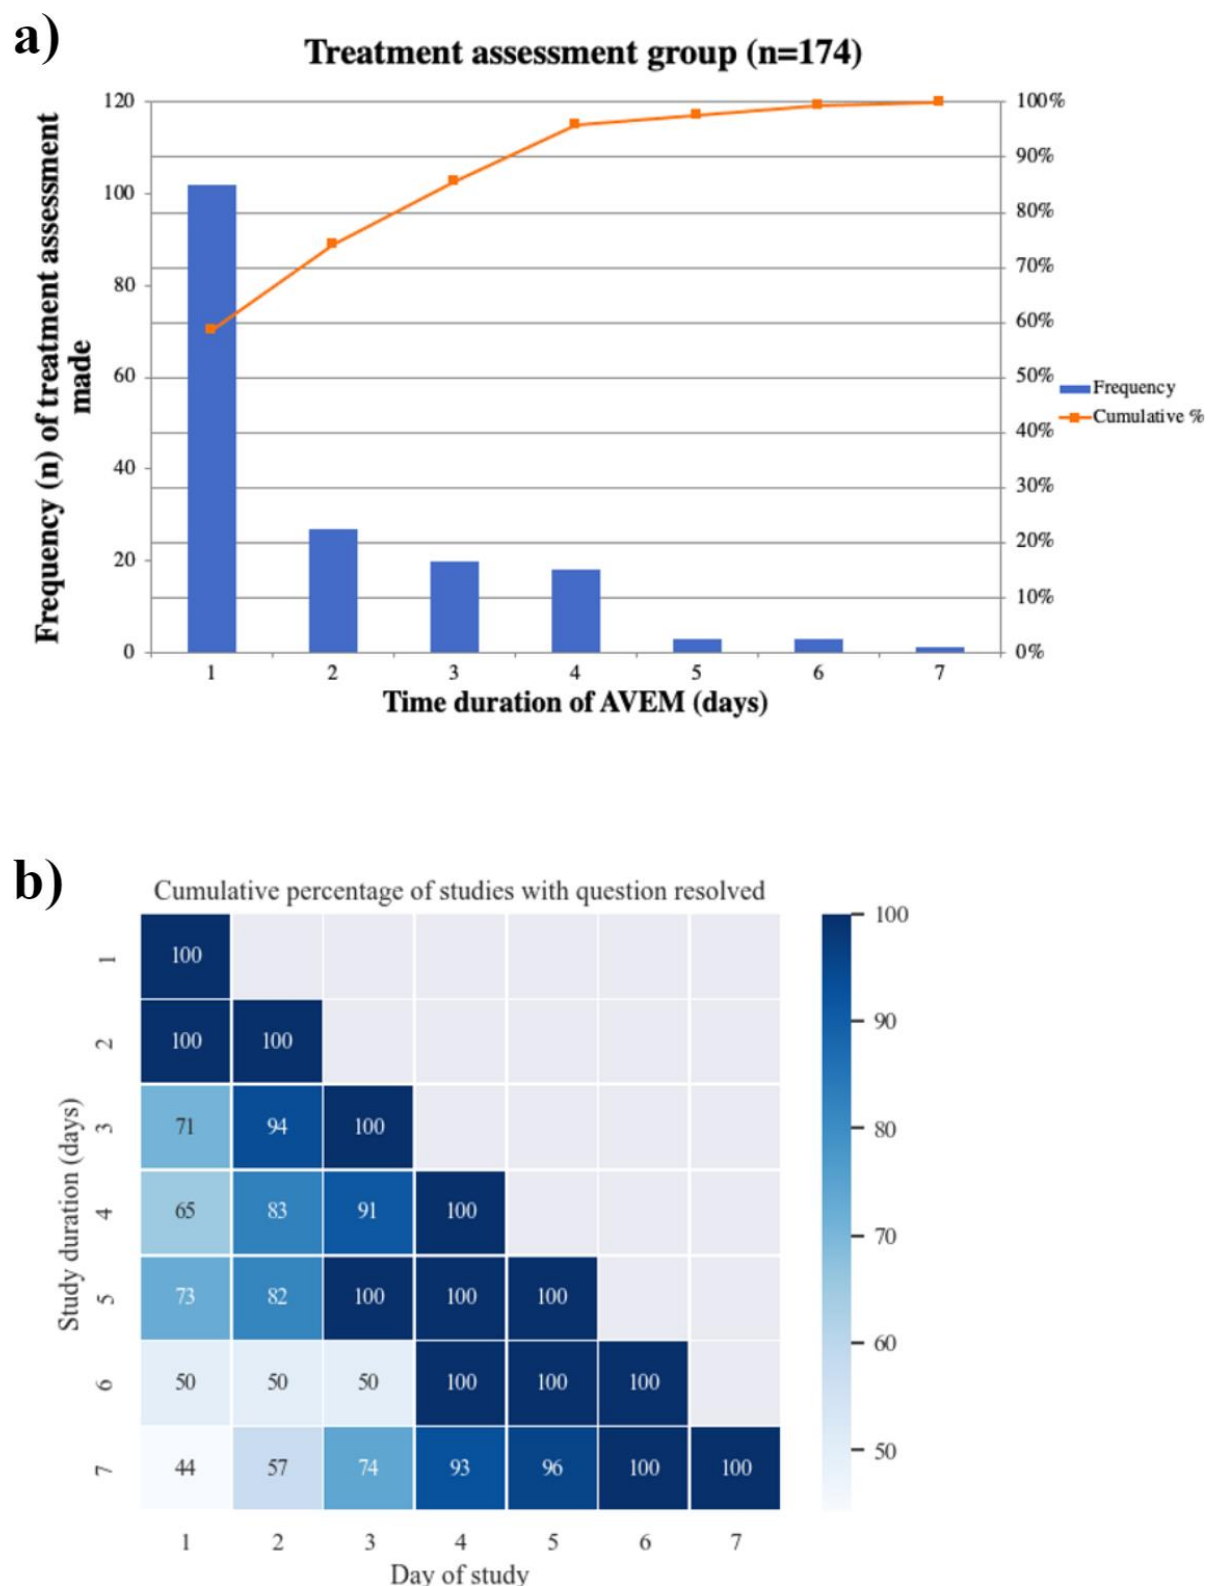 a)
Treatment assessment group (n=174)
Frequency (n) of treatment assessment
made
120
100
80
60
40
20
0
100%
90%
80%
70%
60%
50%
40%
30%
20%
10%
0%
Frequency
Cumulative %
1 2 3 4 5 6 7
Time duration of AVEM (days)
b)
Cumulative percentage of studies with question resolved
Study duration (days)
1 100
2 100 100
3 71 94 100
4 65 83 91 100
5 73 82 100 100 100
6 50 50 50 100 100 100
7 44 57 74 93 96 100 100
1 2 3 4 5 6 7
Day of study
100
90
80
70
60
50